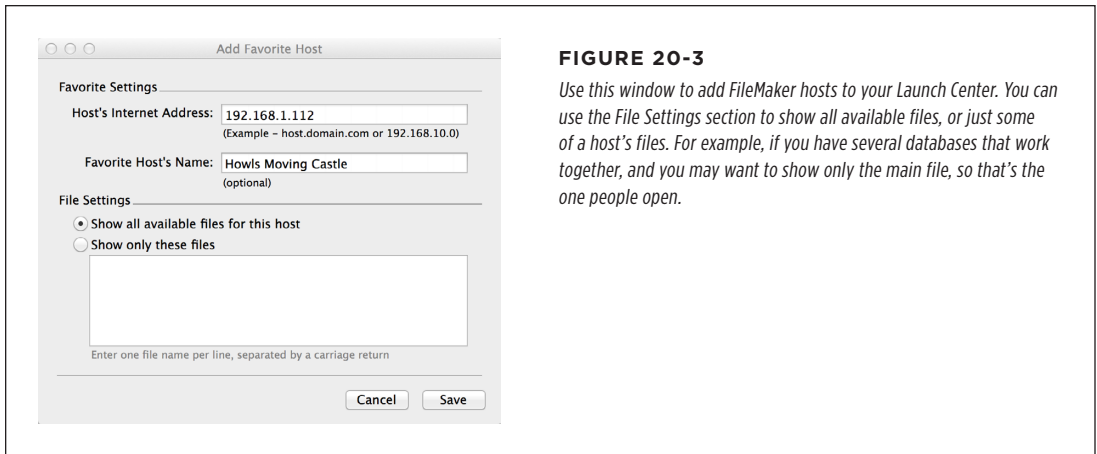 Add Favorite Host
Favorite Settings
Host's Internet Address: 192.168.1.112
(Example – host.domain.com or 192.168.10.0)
Favorite Host's Name: Howls Moving Castle
(optional)
File Settings
Show all available files for this host
Show only these files
Enter one file name per line, separated by a carriage return
Cancel Save
FIGURE 20-3
Use this window to add FileMaker hosts to your Launch Center. You can
use the File Settings section to show all available files, or just some
of a host's files. For example, if you have several databases that work
together, and you may want to show only the main file, so that's the
one people open.